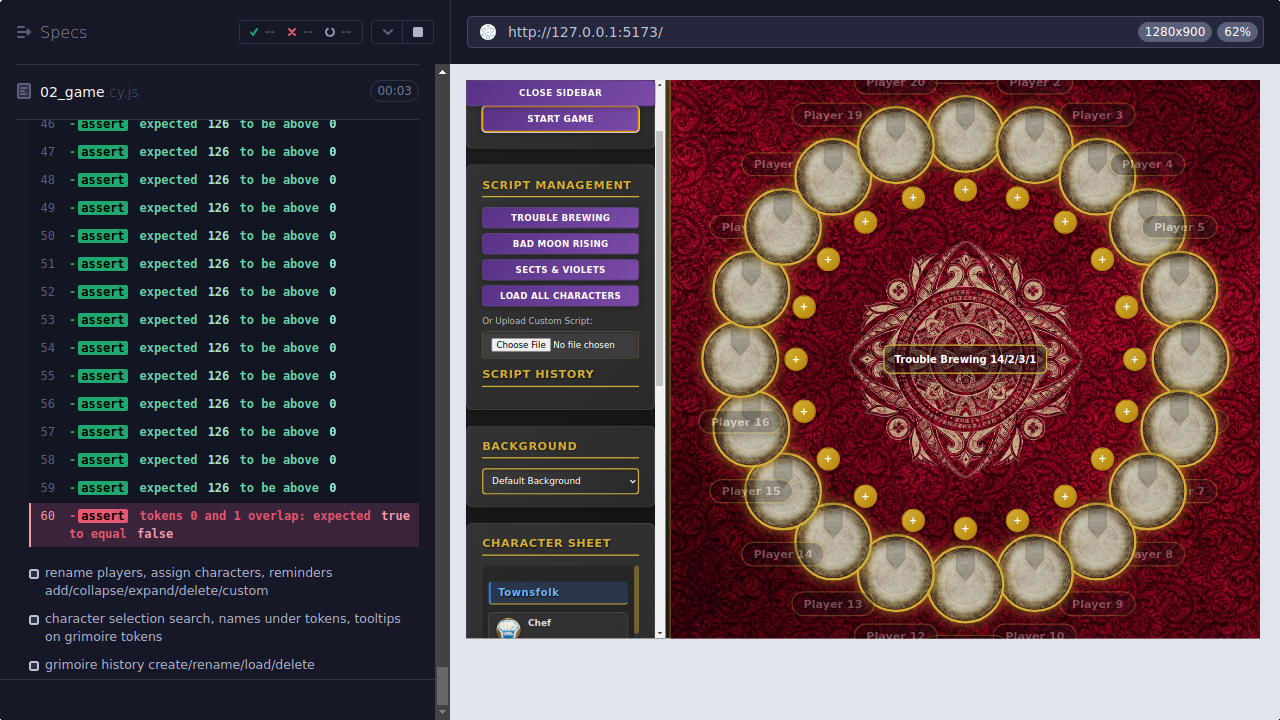 Specs
--
--
--
02_game.cy.js
00:03
46 -assert expected 126 to be above 0
47 -assert expected 126 to be above 0
48 -assert expected 126 to be above 0
49 -assert expected 126 to be above 0
50 -assert expected 126 to be above 0
51 -assert expected 126 to be above 0
52 -assert expected 126 to be above 0
53 -assert expected 126 to be above 0
54 -assert expected 126 to be above 0
55 -assert expected 126 to be above 0
56 -assert expected 126 to be above 0
57 -assert expected 126 to be above 0
58 -assert expected 126 to be above 0
59 -assert expected 126 to be above 0
60 -assert tokens 0 and 1 overlap: expected true
to equal false
rename players, assign characters, reminders
add/collapse/expand/delete/custom
character selection search, names under tokens, tooltips
on grimoire tokens
grimoire history create/rename/load/delete
http://127.0.0.1:5173/
1280x900
62%
CLOSE SIDEBAR
START GAME
SCRIPT MANAGEMENT
TROUBLE BREWING
BAD MOON RISING
SECTS & VIOLETS
LOAD ALL CHARACTERS
Or Upload Custom Script:
Choose File No file chosen
SCRIPT HISTORY
BACKGROUND
Default Background
CHARACTER SHEET
Townsfolk
Chef
Player 20
Player 2
Player 19
Player 3
Player
Player 4
Play
Player 5
+
+
+
+
+
+
+
+
+
+
+
Trouble Brewing 14/2/3/1
+
+
+
+
+
+
+
+
+
Player 16
Player 15
r 7
Player 14
yer 8
Player 13
Player 9
Player 12
Player 10